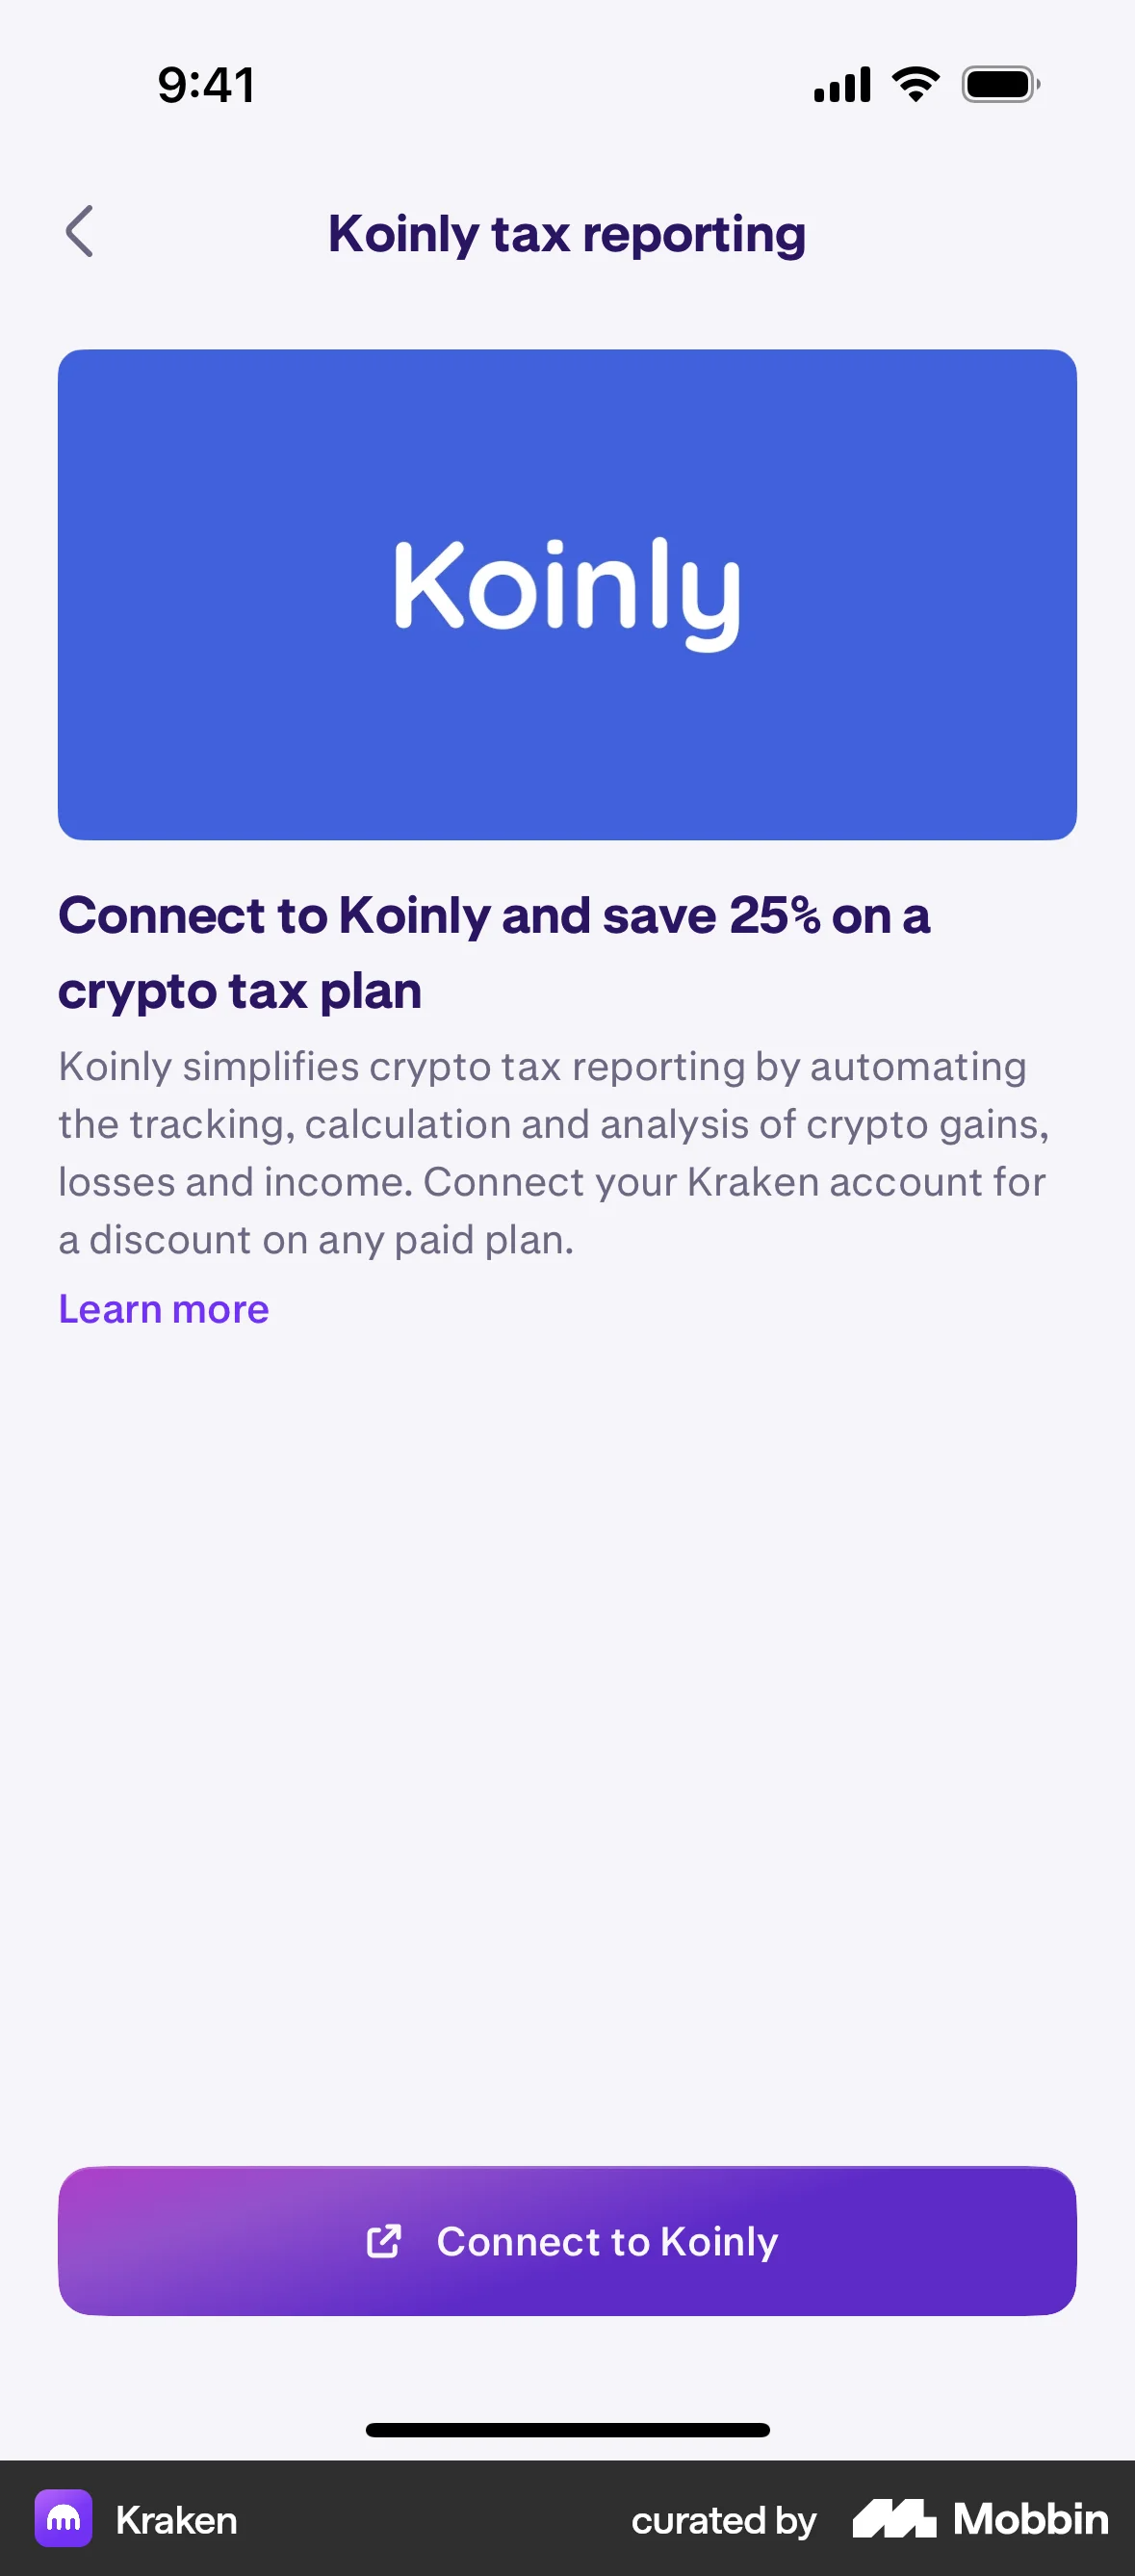 9:41
Koinly tax reporting
Koinly
Connect to Koinly and save 25% on a
crypto tax plan
Koinly simplifies crypto tax reporting by automating
the tracking, calculation and analysis of crypto gains,
losses and income. Connect your Kraken account for
a discount on any paid plan.
Learn more
Connect to Koinly
Kraken
curated by Mobbin